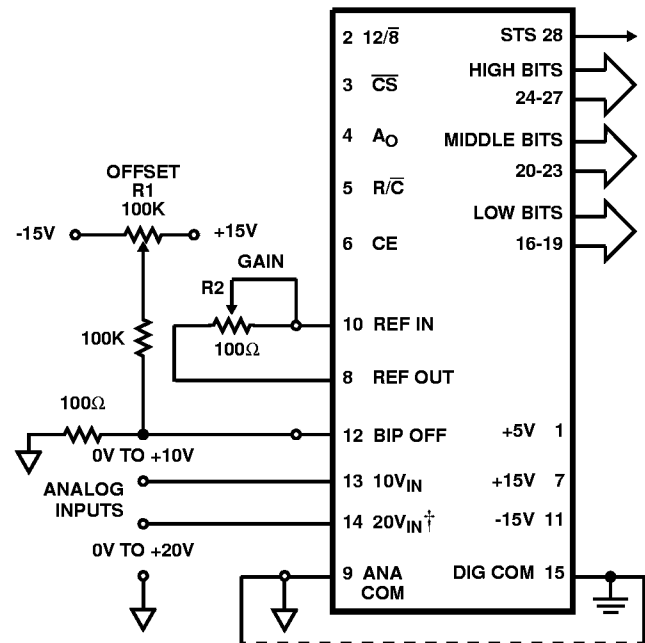 2 12/8̅
STS 28
HIGH BITS
24-27
3 C̅S̅
4 AO
MIDDLE BITS
20-23
5 R/C̅
LOW BITS
16-19
6 CE
OFFSET
R1
100K
-15V
+15V
GAIN
R2
100Ω
10 REF IN
100K
8 REF OUT
100Ω
12 BIP OFF
+5V 1
0V TO +10V
13 10VIN
+15V 7
ANALOG
INPUTS
14 20VIN†
-15V 11
0V TO +20V
9 ANA
COM
DIG COM 15